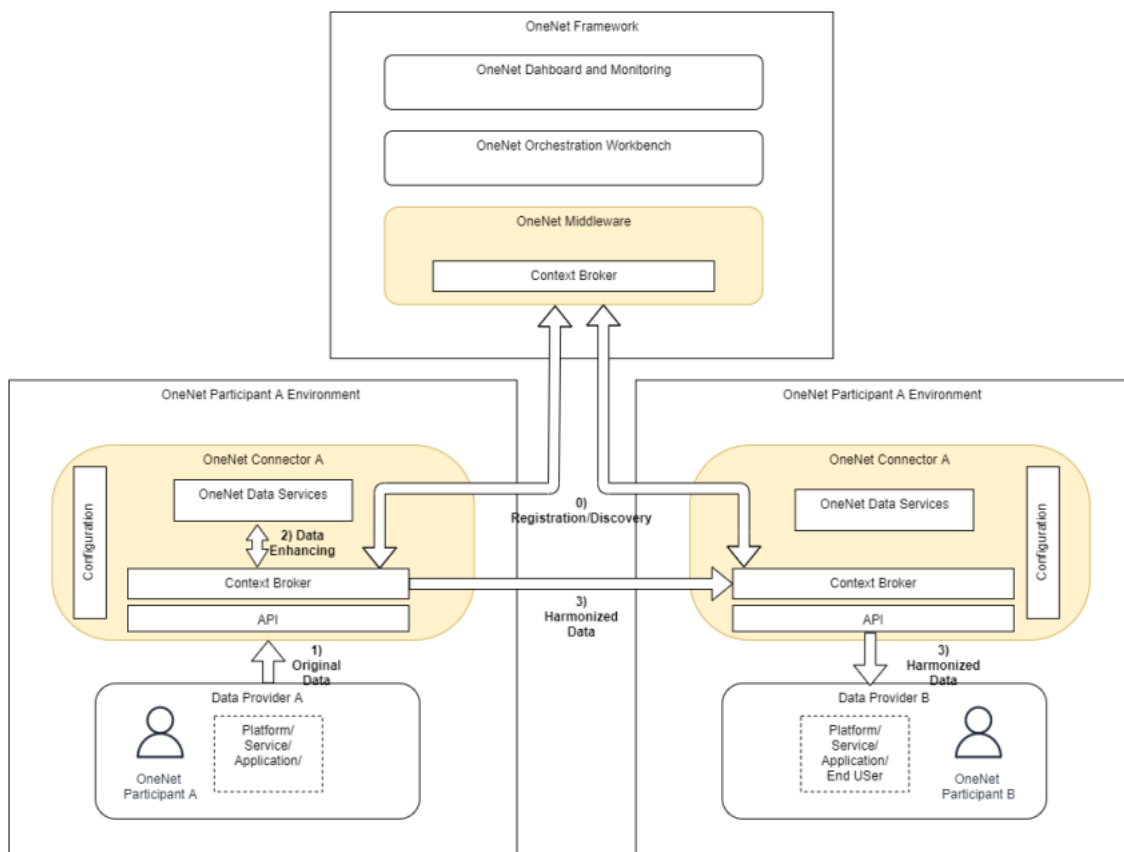 OneNet Framework
OneNet Dahboard and Monitoring
OneNet Orchestration Workbench
OneNet Middleware
Context Broker
OneNet Participant A Environment
OneNet Connector A
Configuration
OneNet Data Services
2) Data
Enhancing
Context Broker
API
1)
Original
Data
Data Provider A
Platform/
Service/
Application/
OneNet
Participant A
0)
Registration/Discovery
3)
Harmonized
Data
OneNet Participant A Environment
OneNet Connector A
OneNet Data Services
Configuration
Context Broker
API
3)
Harmonized
Data
Data Provider B
Platform/
Service/
Application/
End USer
OneNet
Participant B